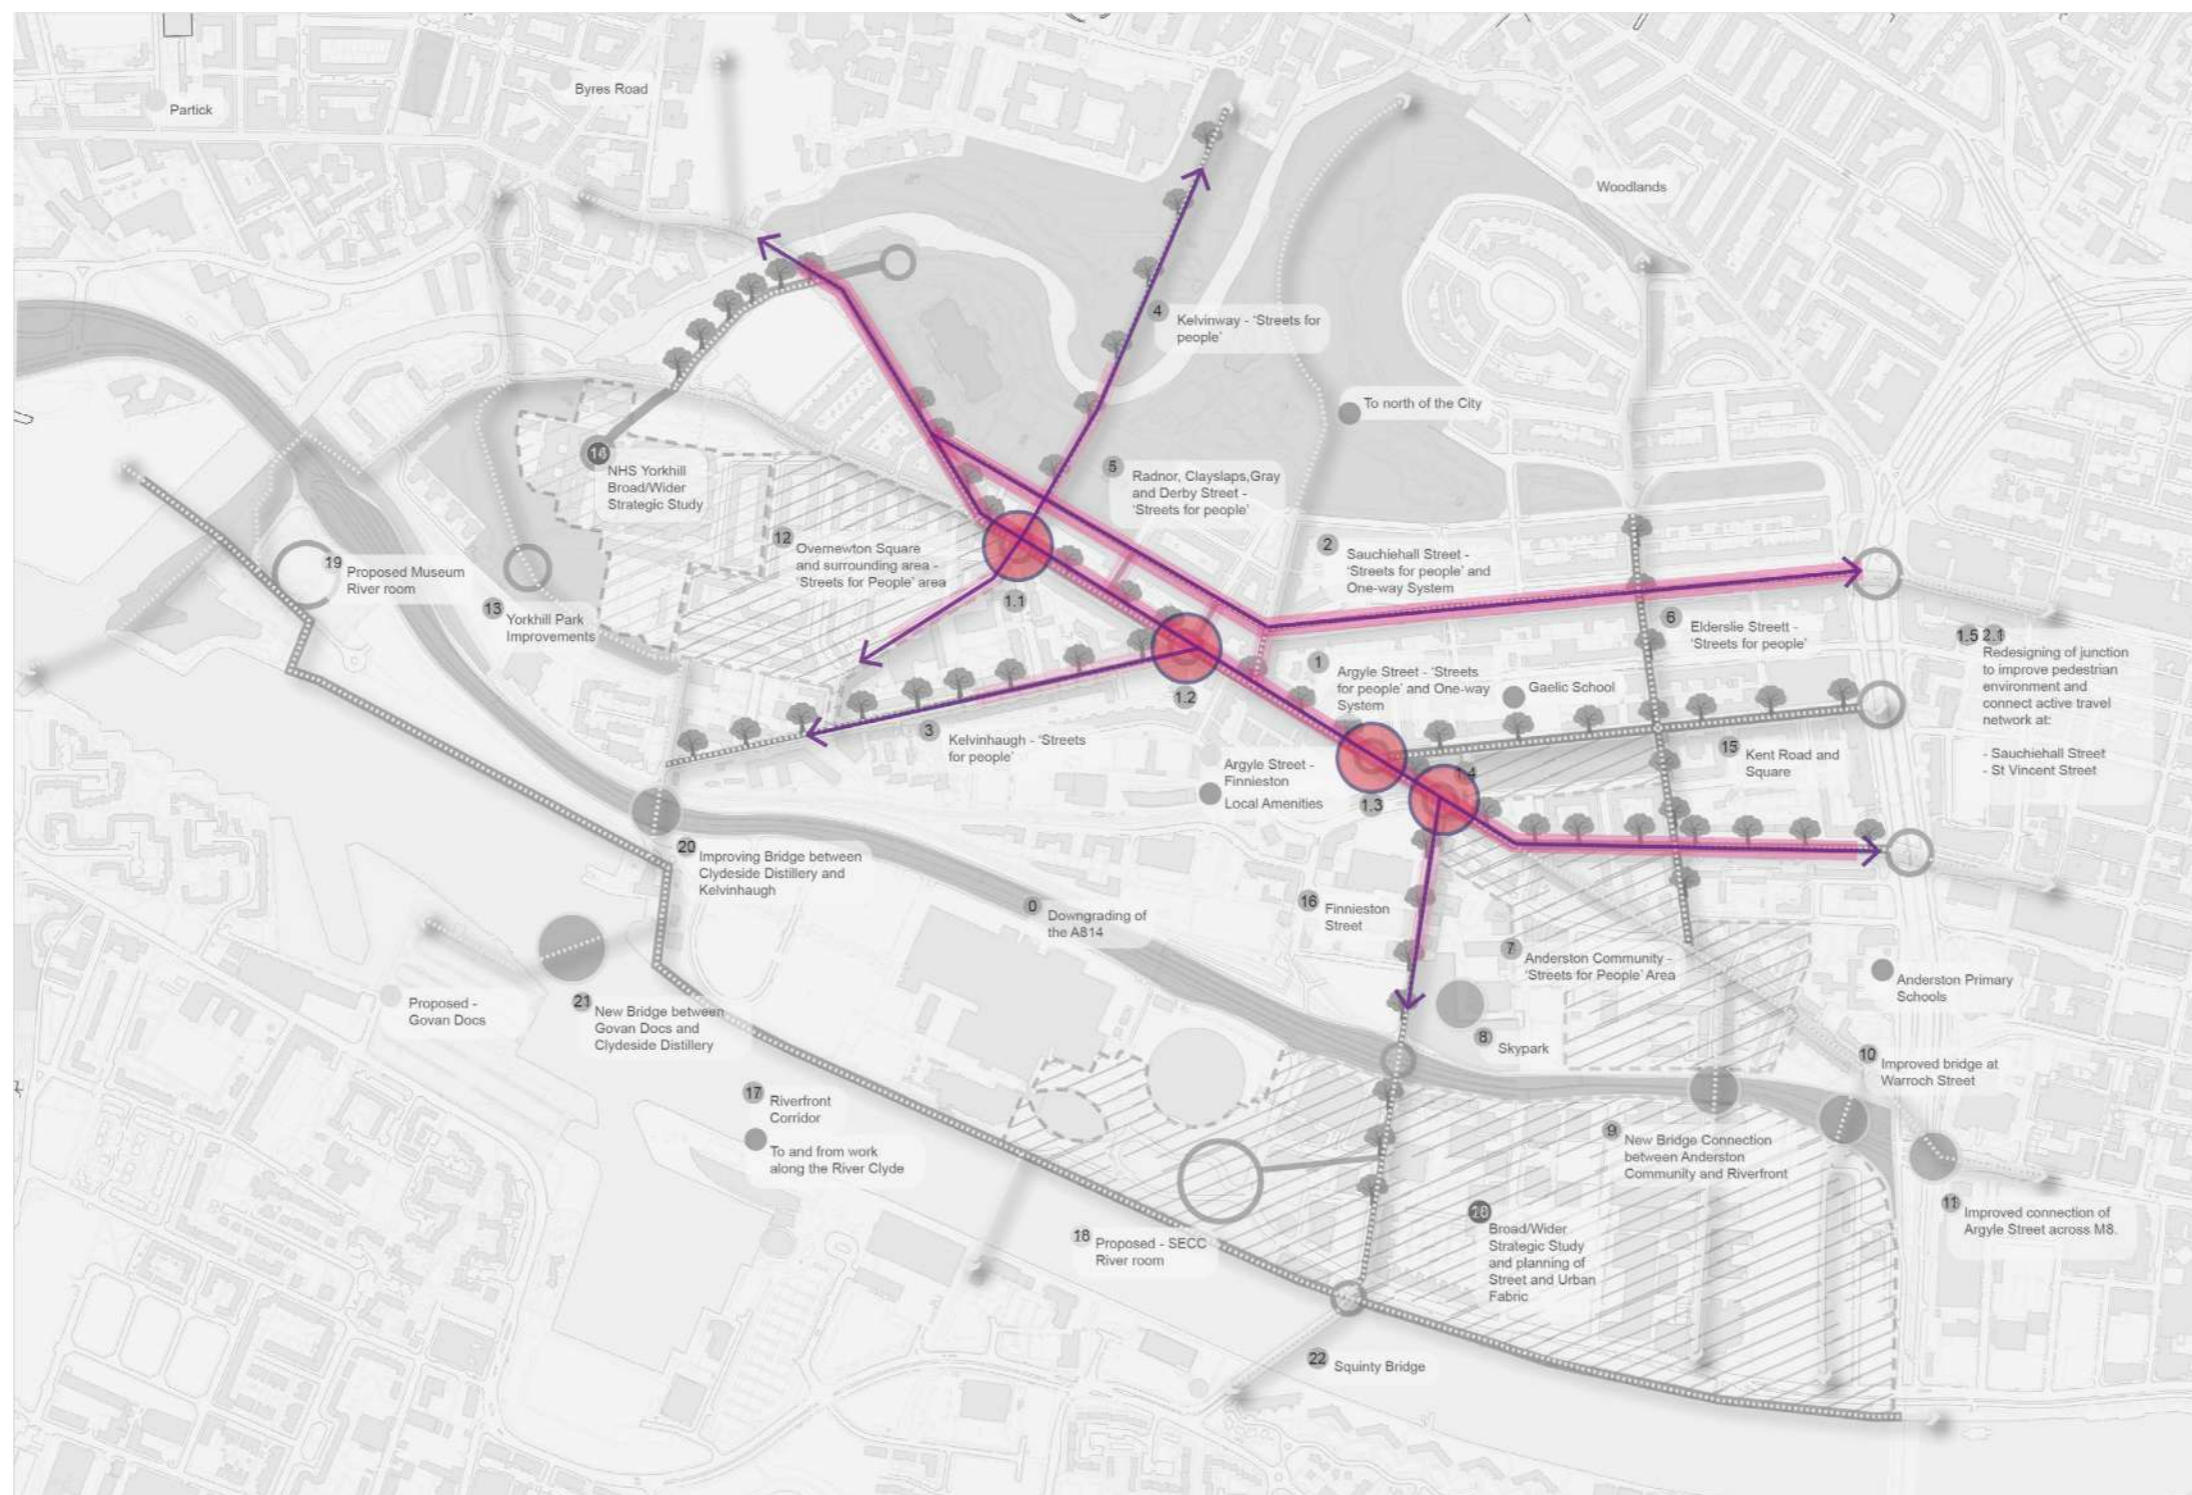 Byres Road
Partick
Woodlands
4
Kelvinway - 'Streets for
people'
To north of the City
14
NHS Yorkhill
Broad/Wider
Strategic Study
5
Radnor, Clayslaps,Gray
and Derby Street -
'Streets for people'
12
Overnewton Square
and surrounding area -
'Streets for People' area
2
Sauchiehall Street -
'Streets for people' and
One-way System
19
Proposed Museum
River room
13
Yorkhill Park
Improvements
1.1
6
Elderslie Streett -
'Streets for people'
1.5 2.1
Redesigning of junction
to improve pedestrian
environment and
connect active travel
network at:
- Sauchiehall Street
- St Vincent Street
1
Argyle Street - 'Streets
for people' and One-way
System
Gaelic School
1.2
3
Kelvinhaugh - 'Streets
for people'
15
Kent Road and
Square
Argyle Street -
Finnieston
Local Amenities
1.3
1.4
20
Improving Bridge between
Clydeside Distillery and
Kelvinhaugh
0
Downgrading of
the A814
16
Finnieston
Street
7
Anderston Community -
'Streets for People' Area
Anderston Primary
Schools
Proposed -
Govan Docs
21
New Bridge between
Govan Docs and
Clydeside Distillery
8
Skypark
10
Improved bridge at
Warroch Street
17
Riverfront
Corridor
To and from work
along the River Clyde
9
New Bridge Connection
between Anderston
Community and Riverfront
11
Improved connection of
Argyle Street across M8.
18
Proposed - SECC
River room
Broad/Wider
Strategic Study
and planning of
Street and Urban
Fabric
22
Squinty Bridge